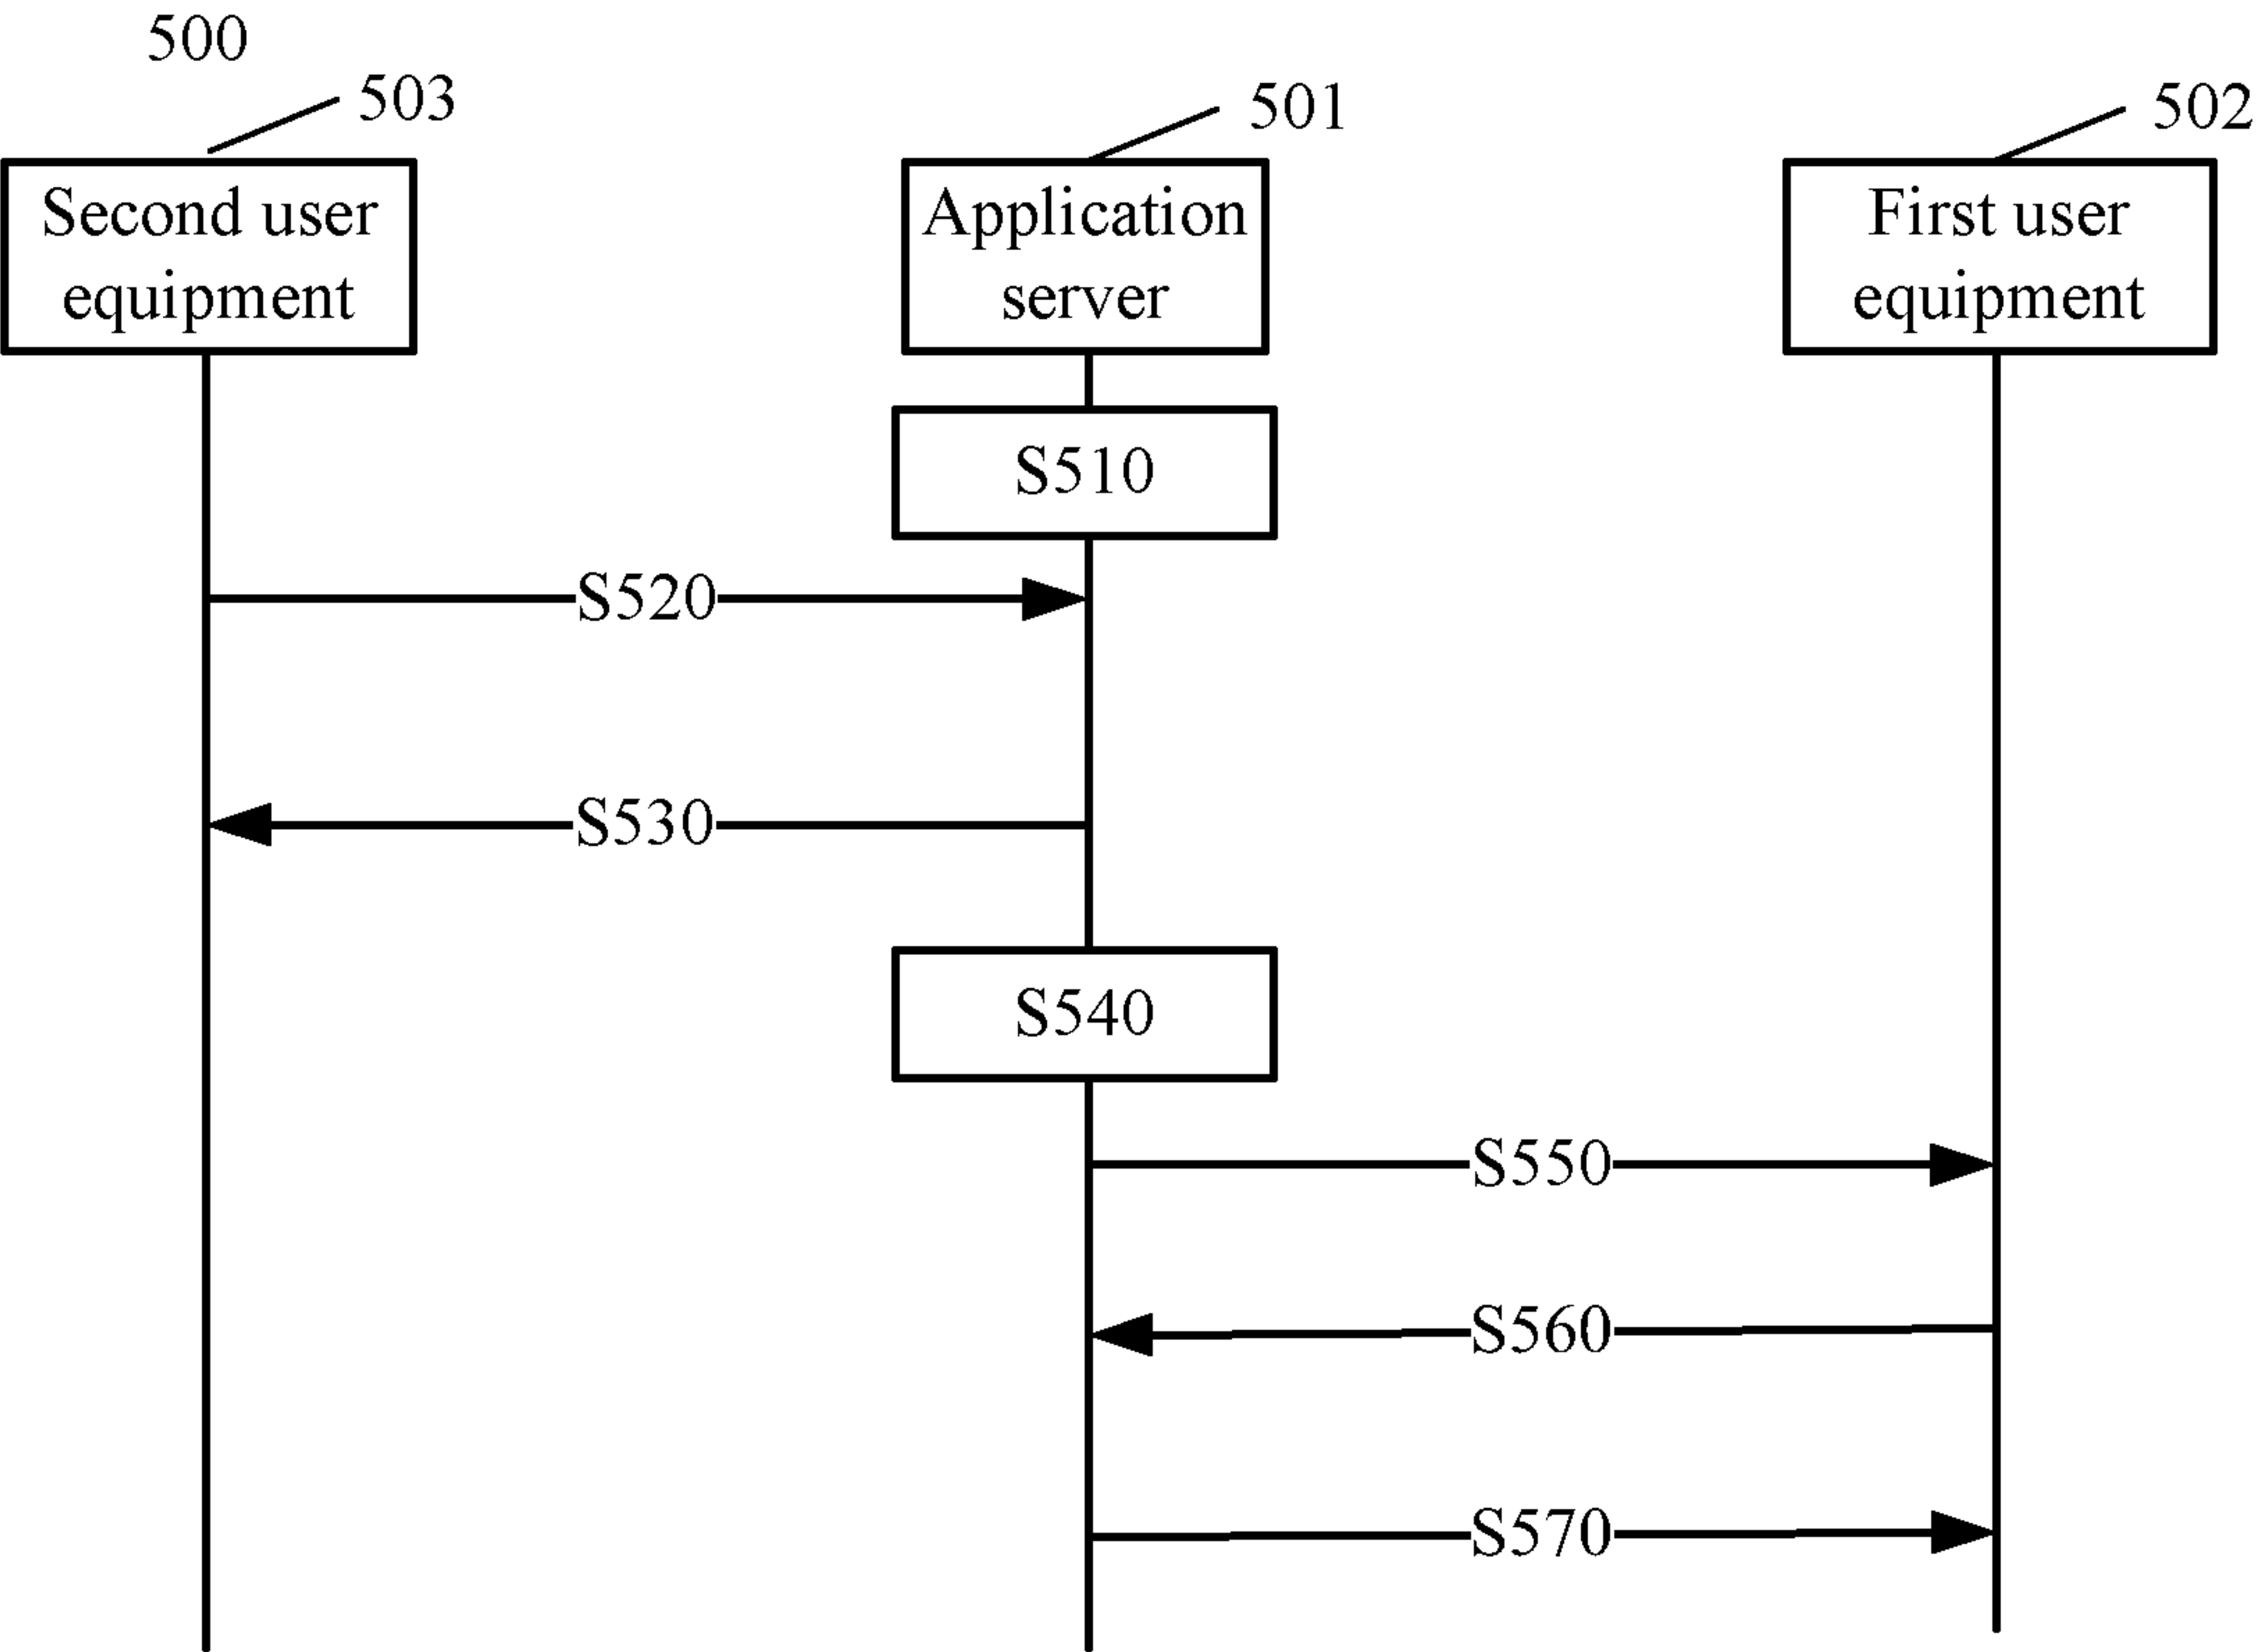 500
503
501
502
Second user
equipment
Application
server
First user
equipment
S510
S520
S530
S540
S550
S560
S570